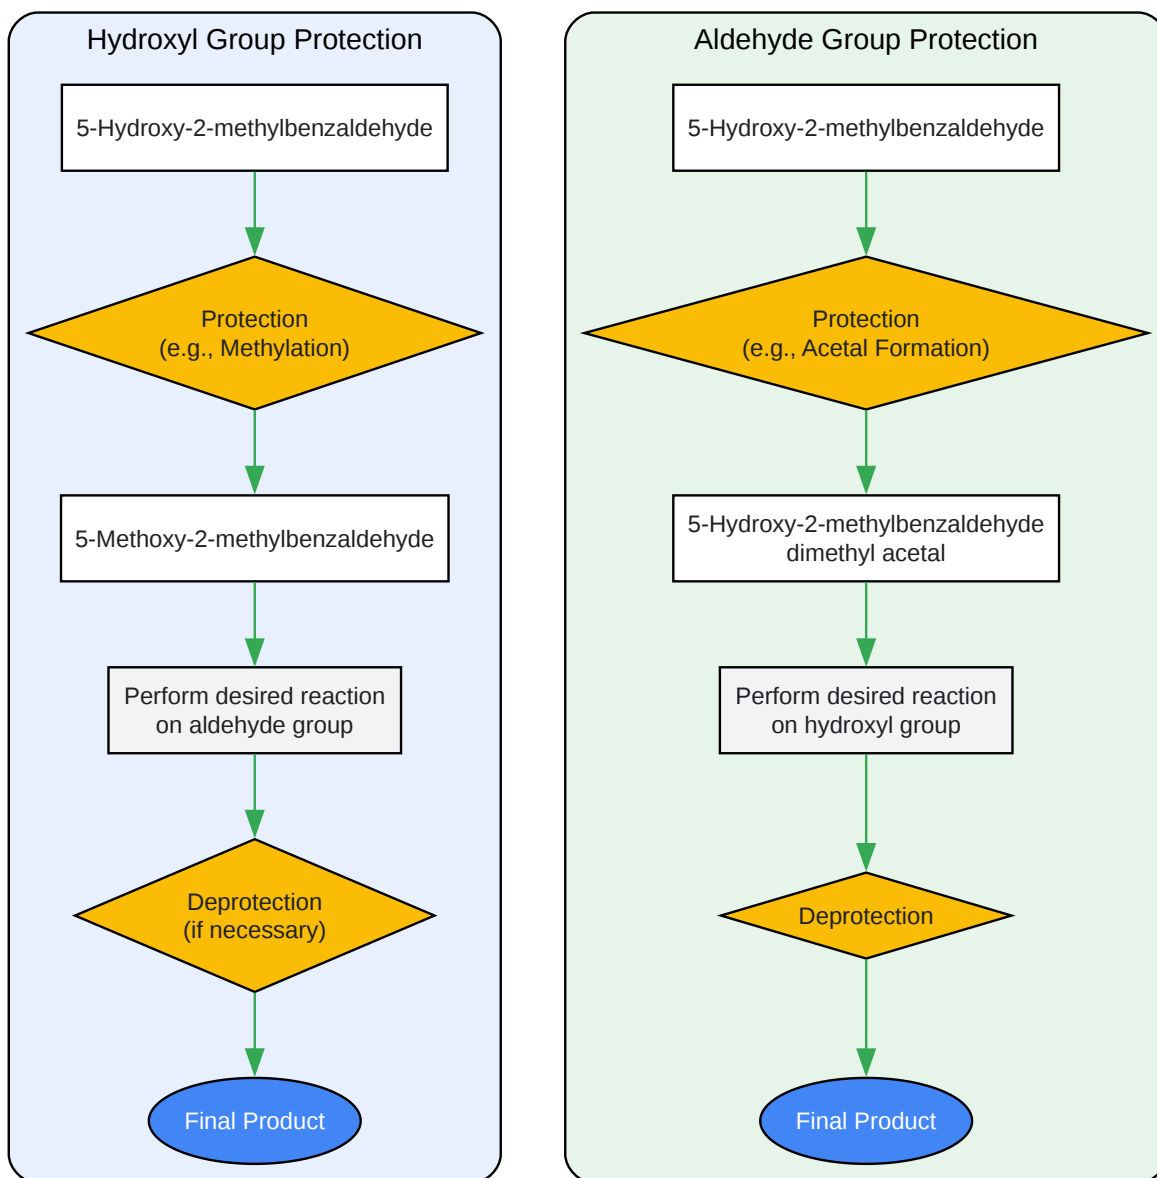 Hydroxyl Group Protection
5-Hydroxy-2-methylbenzaldehyde
Protection
(e.g., Methylation)
5-Methoxy-2-methylbenzaldehyde
Perform desired reaction
on aldehyde group
Deprotection
(if necessary)
Final Product
Aldehyde Group Protection
5-Hydroxy-2-methylbenzaldehyde
Protection
(e.g., Acetal Formation)
5-Hydroxy-2-methylbenzaldehyde
dimethyl acetal
Perform desired reaction
on hydroxyl group
Deprotection
Final Product